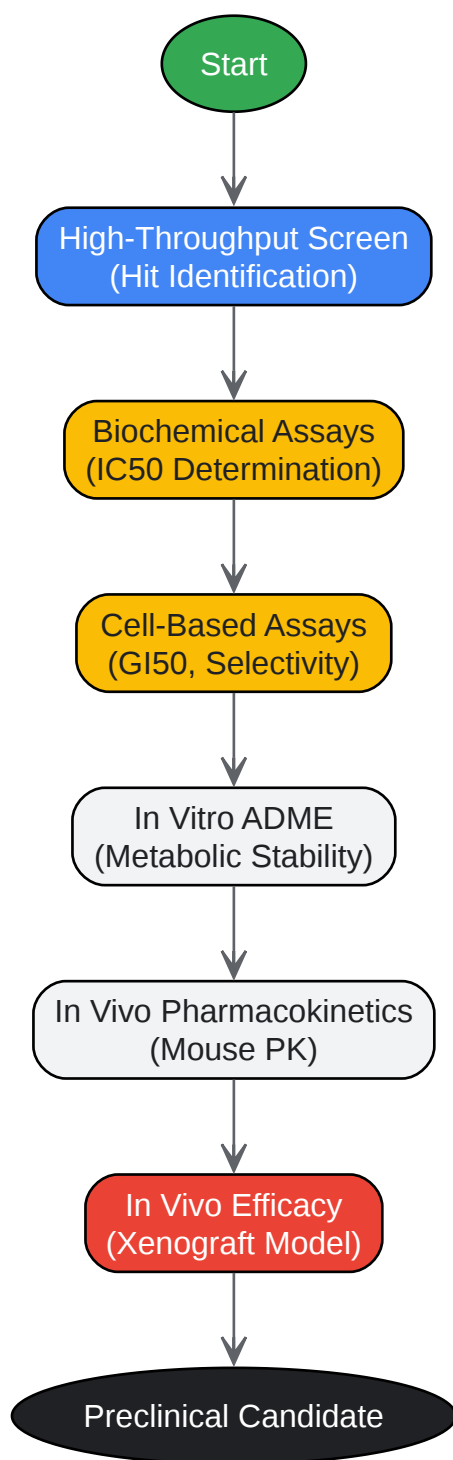 Start
High-Throughput Screen
(Hit Identification)
Biochemical Assays
(IC50 Determination)
Cell-Based Assays
(GI50, Selectivity)
In Vitro ADME
(Metabolic Stability)
In Vivo Pharmacokinetics
(Mouse PK)
In Vivo Efficacy
(Xenograft Model)
Preclinical Candidate